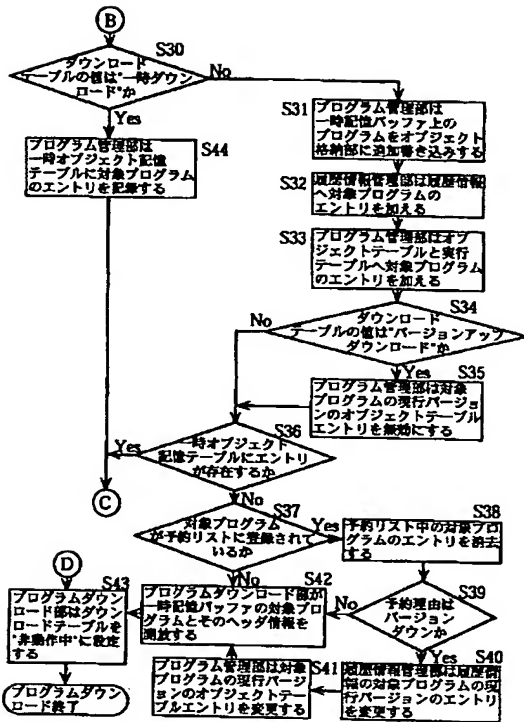 B
S30
ダウンロード
テーブルの値は"一時ダウン
ロード"か
No
Yes
S31
プログラム管理部は
一時記憶バッファ上の
プログラムをオブジェクト
格納部に追加書き込みする
S44
プログラム管理部は
一時オブジェクト記憶
テーブルに対象プログラム
のエントリを記録する
S32
履歴情報管理部は履歴情報
へ対象プログラムの
エントリを加える
S33
プログラム管理部はオブ
ジェクトテーブルと実行
テーブルへ対象プログラム
のエントリを加える
S34
ダウンロード
テーブルの値は"バージョンアップ
ダウンロード"か
No
Yes
S35
プログラム管理部は対象
プログラムの現行バージョ
ンのオブジェクトテーブル
エントリを無効にする
S36
一時オブジェクト
記憶テーブルにエントリ
が存在するか
Yes
No
C
S37
対象プログラム
が予約リストに登録されて
いるか
Yes
No
S38
予約リスト中の対象プロ
グラムのエントリを消去
する
D
S43
プログラムダウン
ロード部はダウン
ロードテーブルを
"非動作中"に設定
する
S42
プログラムダウンロード部が
一時記憶バッファの対象プロ
グラムとそのヘッダ情報を
開放する
S39
予約理由は
バージョン
ダウンか
No
Yes
S40
履歴情報管理部は履歴情
報の対象プログラムの現
行バージョンのエントリ
を変更する
S41
プログラム管理部は対象
プログラムの現行バージョ
ンのオブジェクトテー
ブルエントリを変更する
プログラムダウン
ロード終了